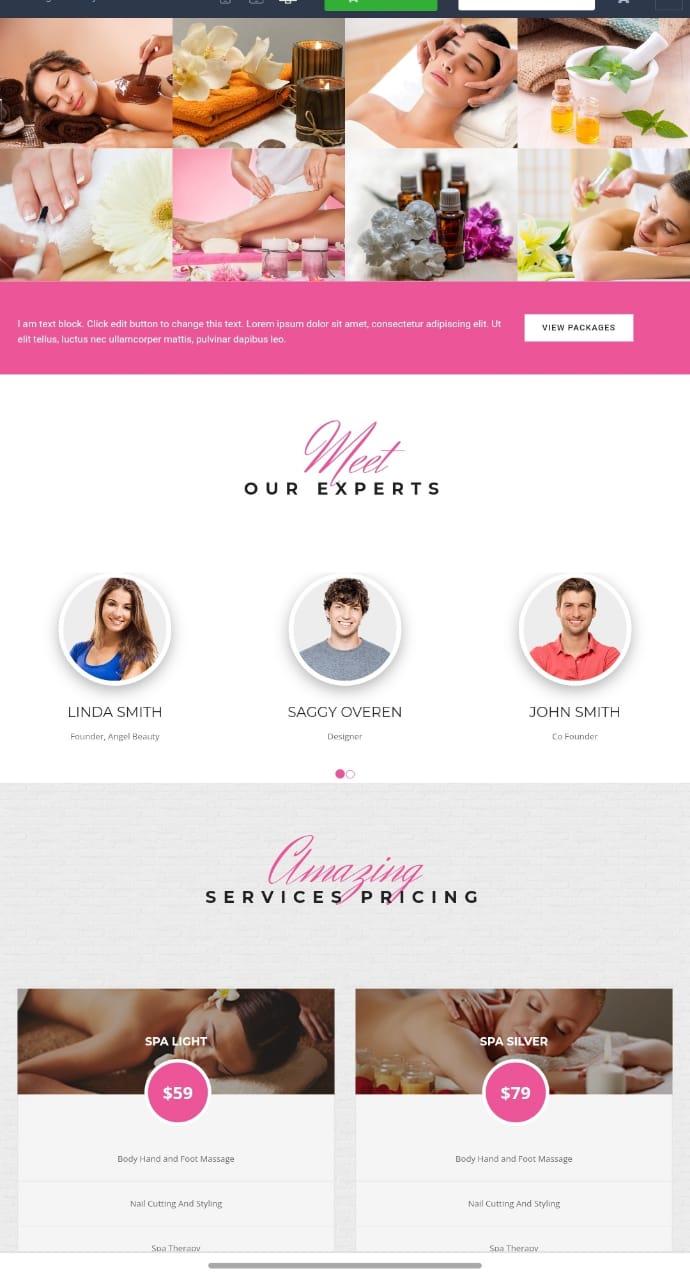 I am text block. Click edit button to change this text. Lorem ipsum dolor sit amet, consectetur adipiscing elit. Ut
elit tellus, luctus nec ullamcorper mattis, pulvinar dapibus leo.
VIEW PACKAGES
Meet
OUR EXPERTS
LINDA SMITH
Founder, Angel Beauty
SAGGY OVEREN
Designer
JOHN SMITH
Co Founder
Amazing
SERVICES PRICING
SPA LIGHT
$59
Body Hand and Foot Massage
Nail Cutting And Styling
Spa Therapy
SPA SILVER
$79
Body Hand and Foot Massage
Nail Cutting And Styling
Spa Therapy